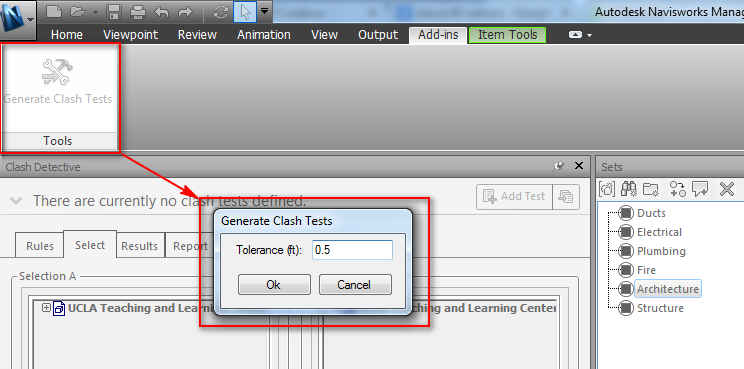 Autodesk Navisworks Mana
Home Viewpoint Review Animation View Output Add-ins Item Tools
Generate Clash Tests
Tools
Clash Detective
There are currently no clash tests defined.
Add Test
Rules Select Results Report
Generate Clash Tests
Tolerance (ft): 0.5
Ok Cancel
Selection A
UCLA Teaching and Learning
ching and Learning Center
Sets
Ducts
Electrical
Plumbing
Fire
Architecture
Structure